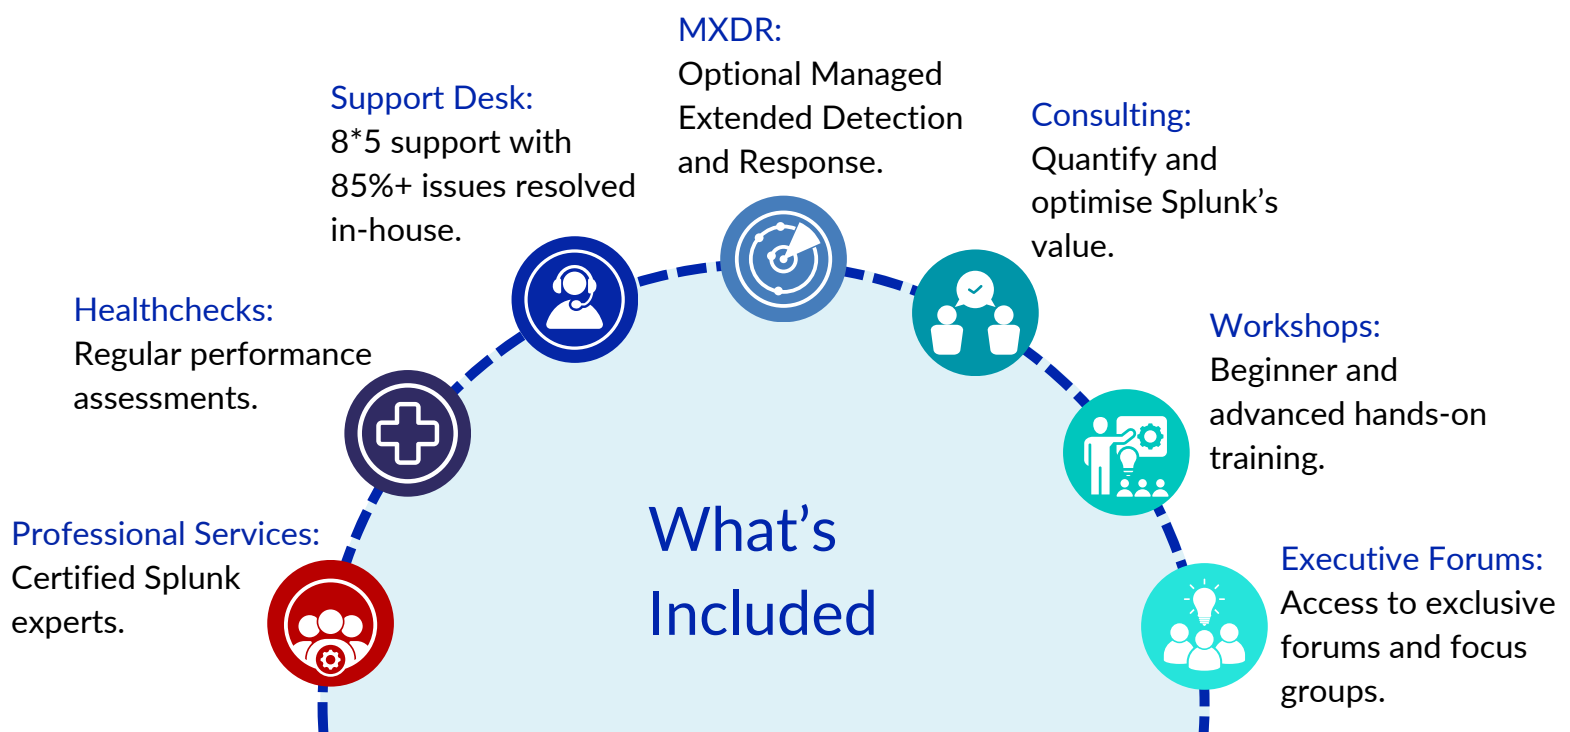 Professional Services:
Certified Splunk
experts.
Healthchecks:
Regular performance
assessments.
Support Desk:
8*5 support with
85%+ issues resolved
in-house.
MXDR:
Optional Managed
Extended Detection
and Response.
Consulting:
Quantify and
optimise Splunk’s
value.
Workshops:
Beginner and
advanced hands-on
training.
Executive Forums:
Access to exclusive
forums and focus
groups.
What’s
Included